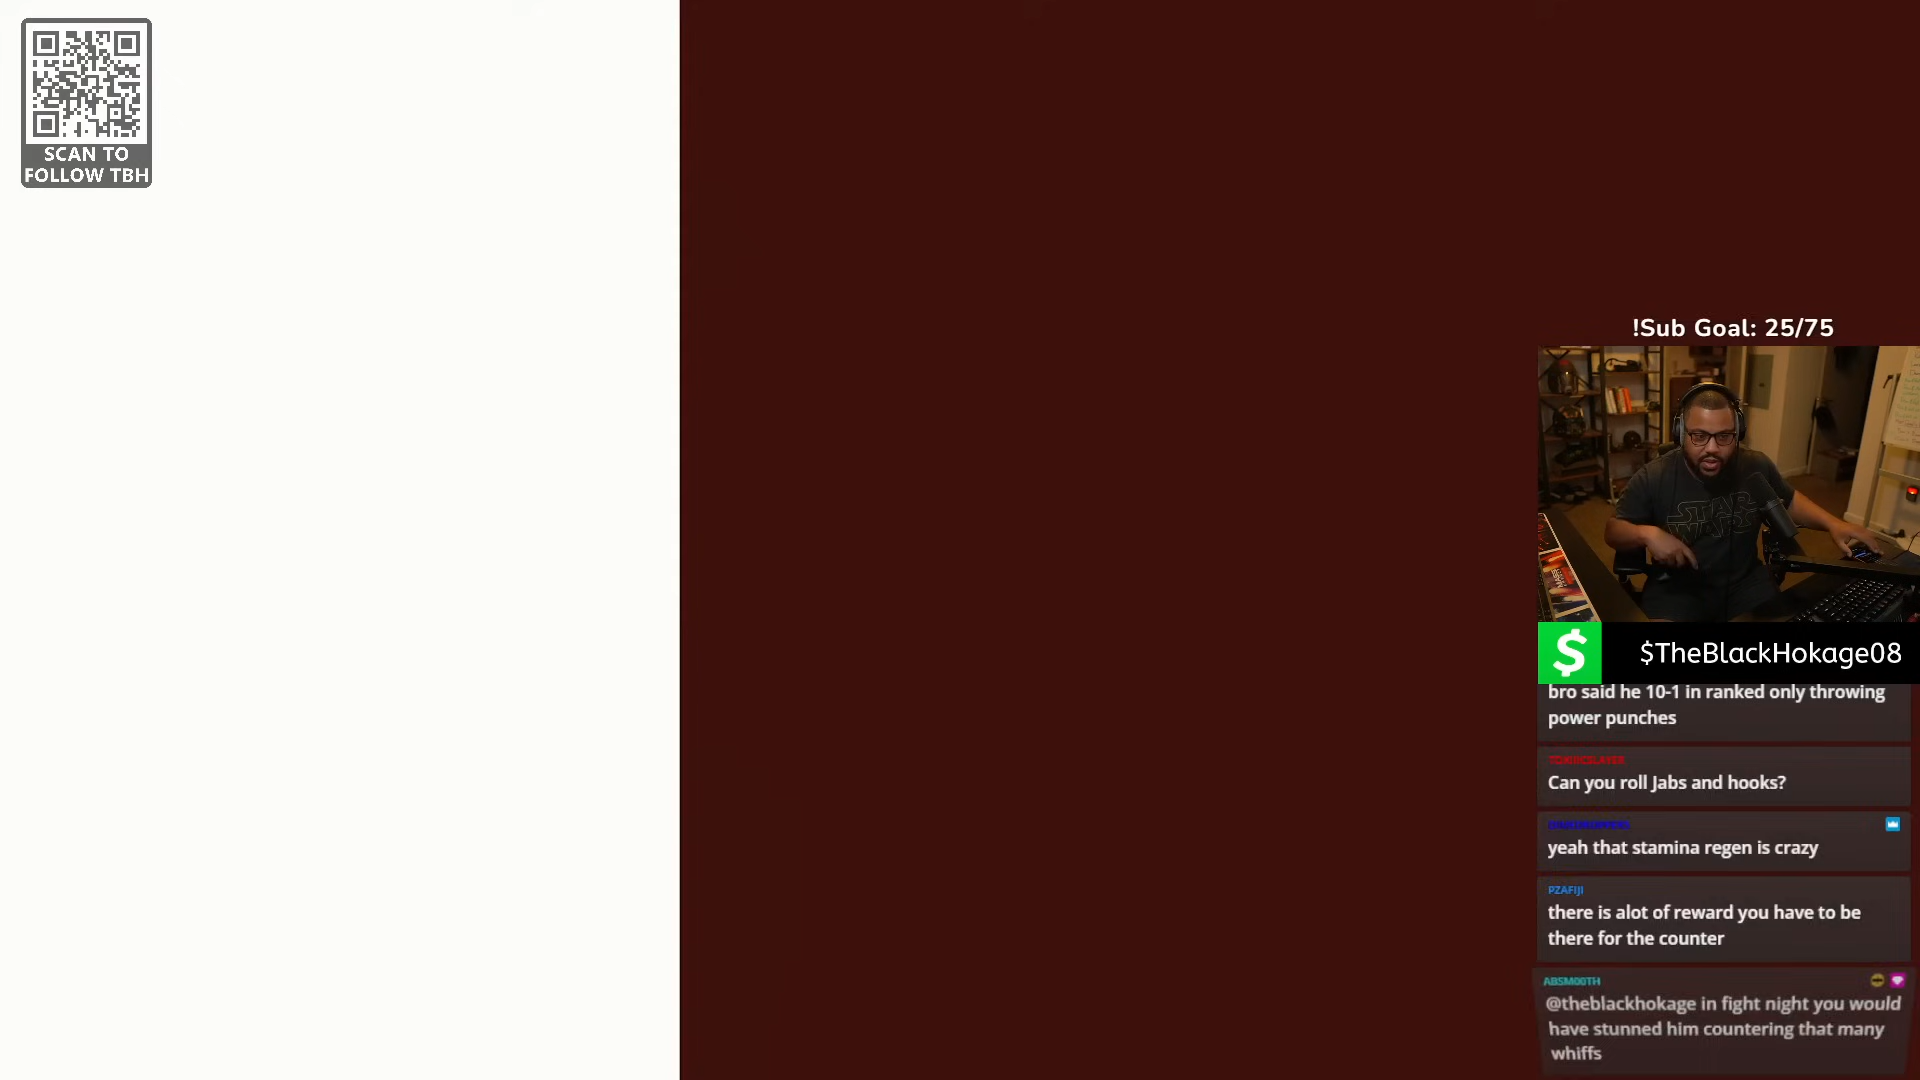 SCAN TO
FOLLOW TBH
!Sub Goal: 25/75
STAR
WARS
$
$TheBlackHokage08
bro said he 10-1 in ranked only throwing
power punches
Can you roll Jabs and hooks?
yeah that stamina regen is crazy
PZAFIJI
there is alot of reward you have to be
there for the counter
ABSM00TH
@theblackhokage in fight night you would
have stunned him countering that many
whiffs